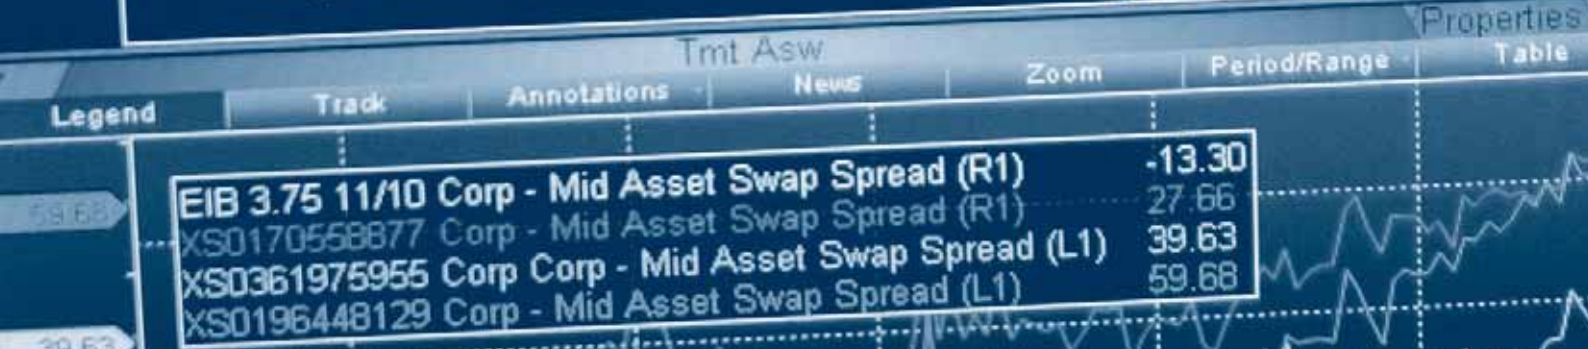 Tmt Asw
Properties
Legend Track Annotations News Zoom Period/Range Table
EIB 3.75 11/10 Corp - Mid Asset Swap Spread (R1) -13.30
XS0170558877 Corp - Mid Asset Swap Spread (R1) 27.66
XS0361975955 Corp Corp - Mid Asset Swap Spread (L1) 39.63
XS0196448129 Corp - Mid Asset Swap Spread (L1) 59.68
59.68
39.63